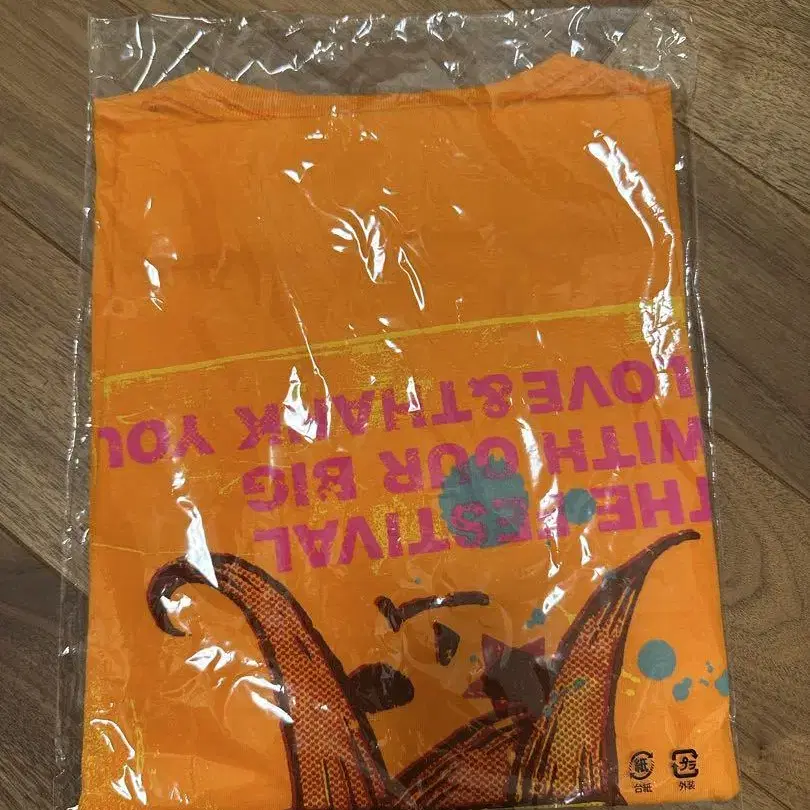 THE FESTIVAL
WITH OUR BIG
LOVE&THANK YOU
紙
台紙
プラ
外装